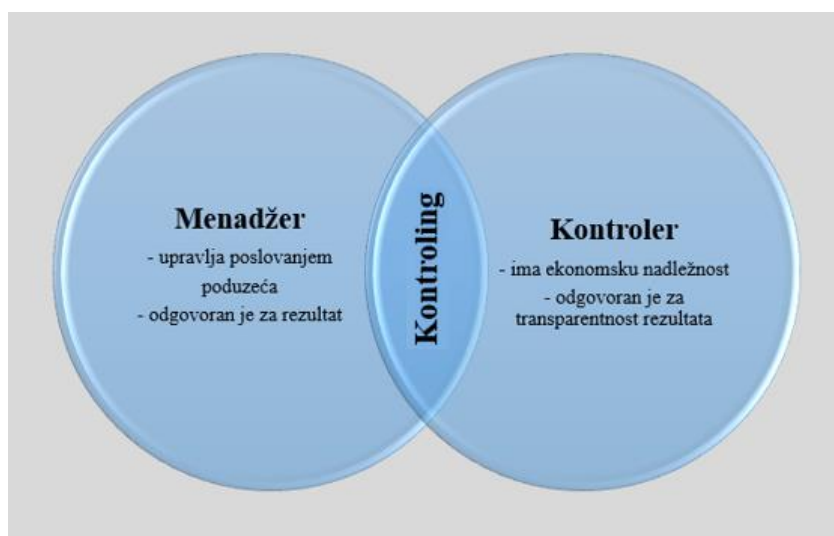 Menadžer
- upravlja poslovanjem
poduzeća
- odgovoran je za rezultat
Kontroling
Kontroler
- ima ekonomsku nadležnost
- odgovoran je za
transparentnost rezultata